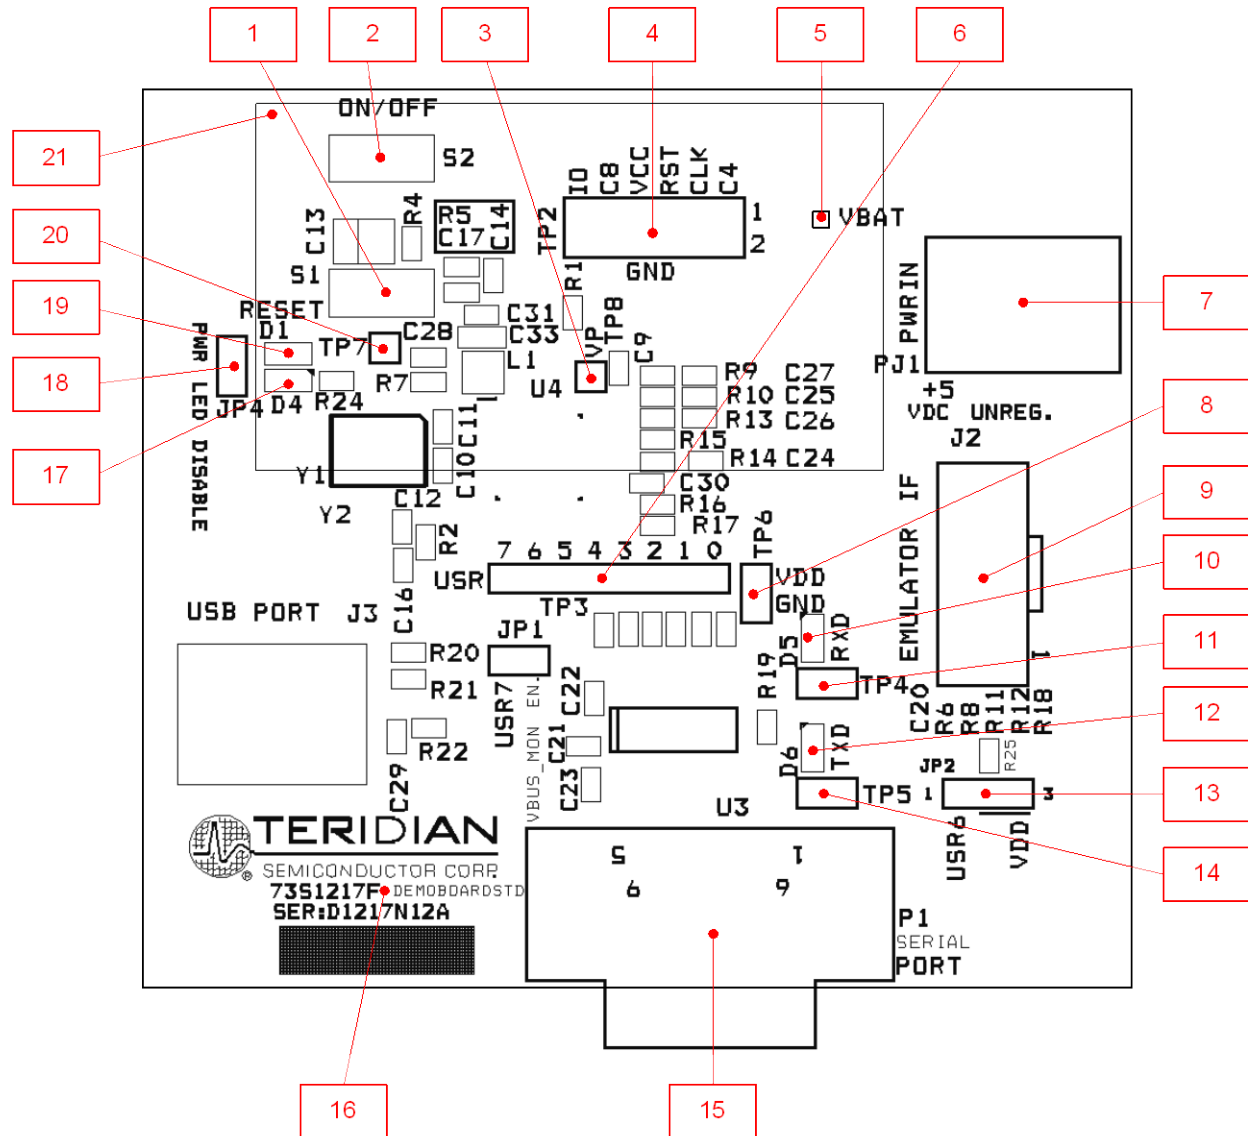 1
2
3
4
5
6
ON/OFF
S2
21
IO
C8
VCC
RST
CLK
C4
TP2
1
2
GND
VBAT
C13
R4
R5
C17
C14
20
S1
RESET
R1
PWRIN
7
19
D1
C31
C33
TP7
C28
L1
VP
TP8
C9
PJ1
18
JP4
PWR LED DISABLE
D4
R24
R7
U4
R9 C27
R10 C25
R13 C26
+5
VDC UNREG.
8
17
Y1
Y2
C11
C10
C12
R15
R14 C24
C30
R16
R17
J2
9
EMULATOR IF
R2
C16
7 6 5 4 3 2 1 0
USR
TP3
TP6
VDD
GND
10
USB PORT J3
JP1
D5
RXD
1
11
R20
R21
USR7
VBUS_MON EN.
C22
R19
TP4
C20
R6
R8
R11
R12
R18
12
R22
C29
C21
C23
D6
TXD
R25
JP2
1
3
13
TP5
U3
USR6
VDD
TERIDIAN
®
SEMICONDUCTOR CORP.
73S1217F DEMOBOARDSTD
SER:D1217N12A
5
1
9
6
14
P1
SERIAL
PORT
16
15